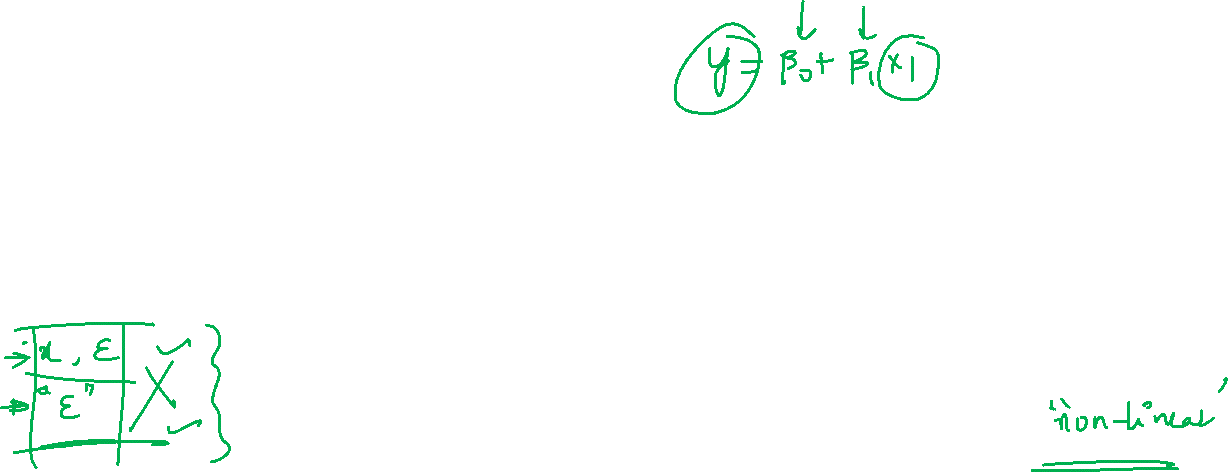 y = β₀ + β₁ x1
x, ε
"ε"
"non-linear"